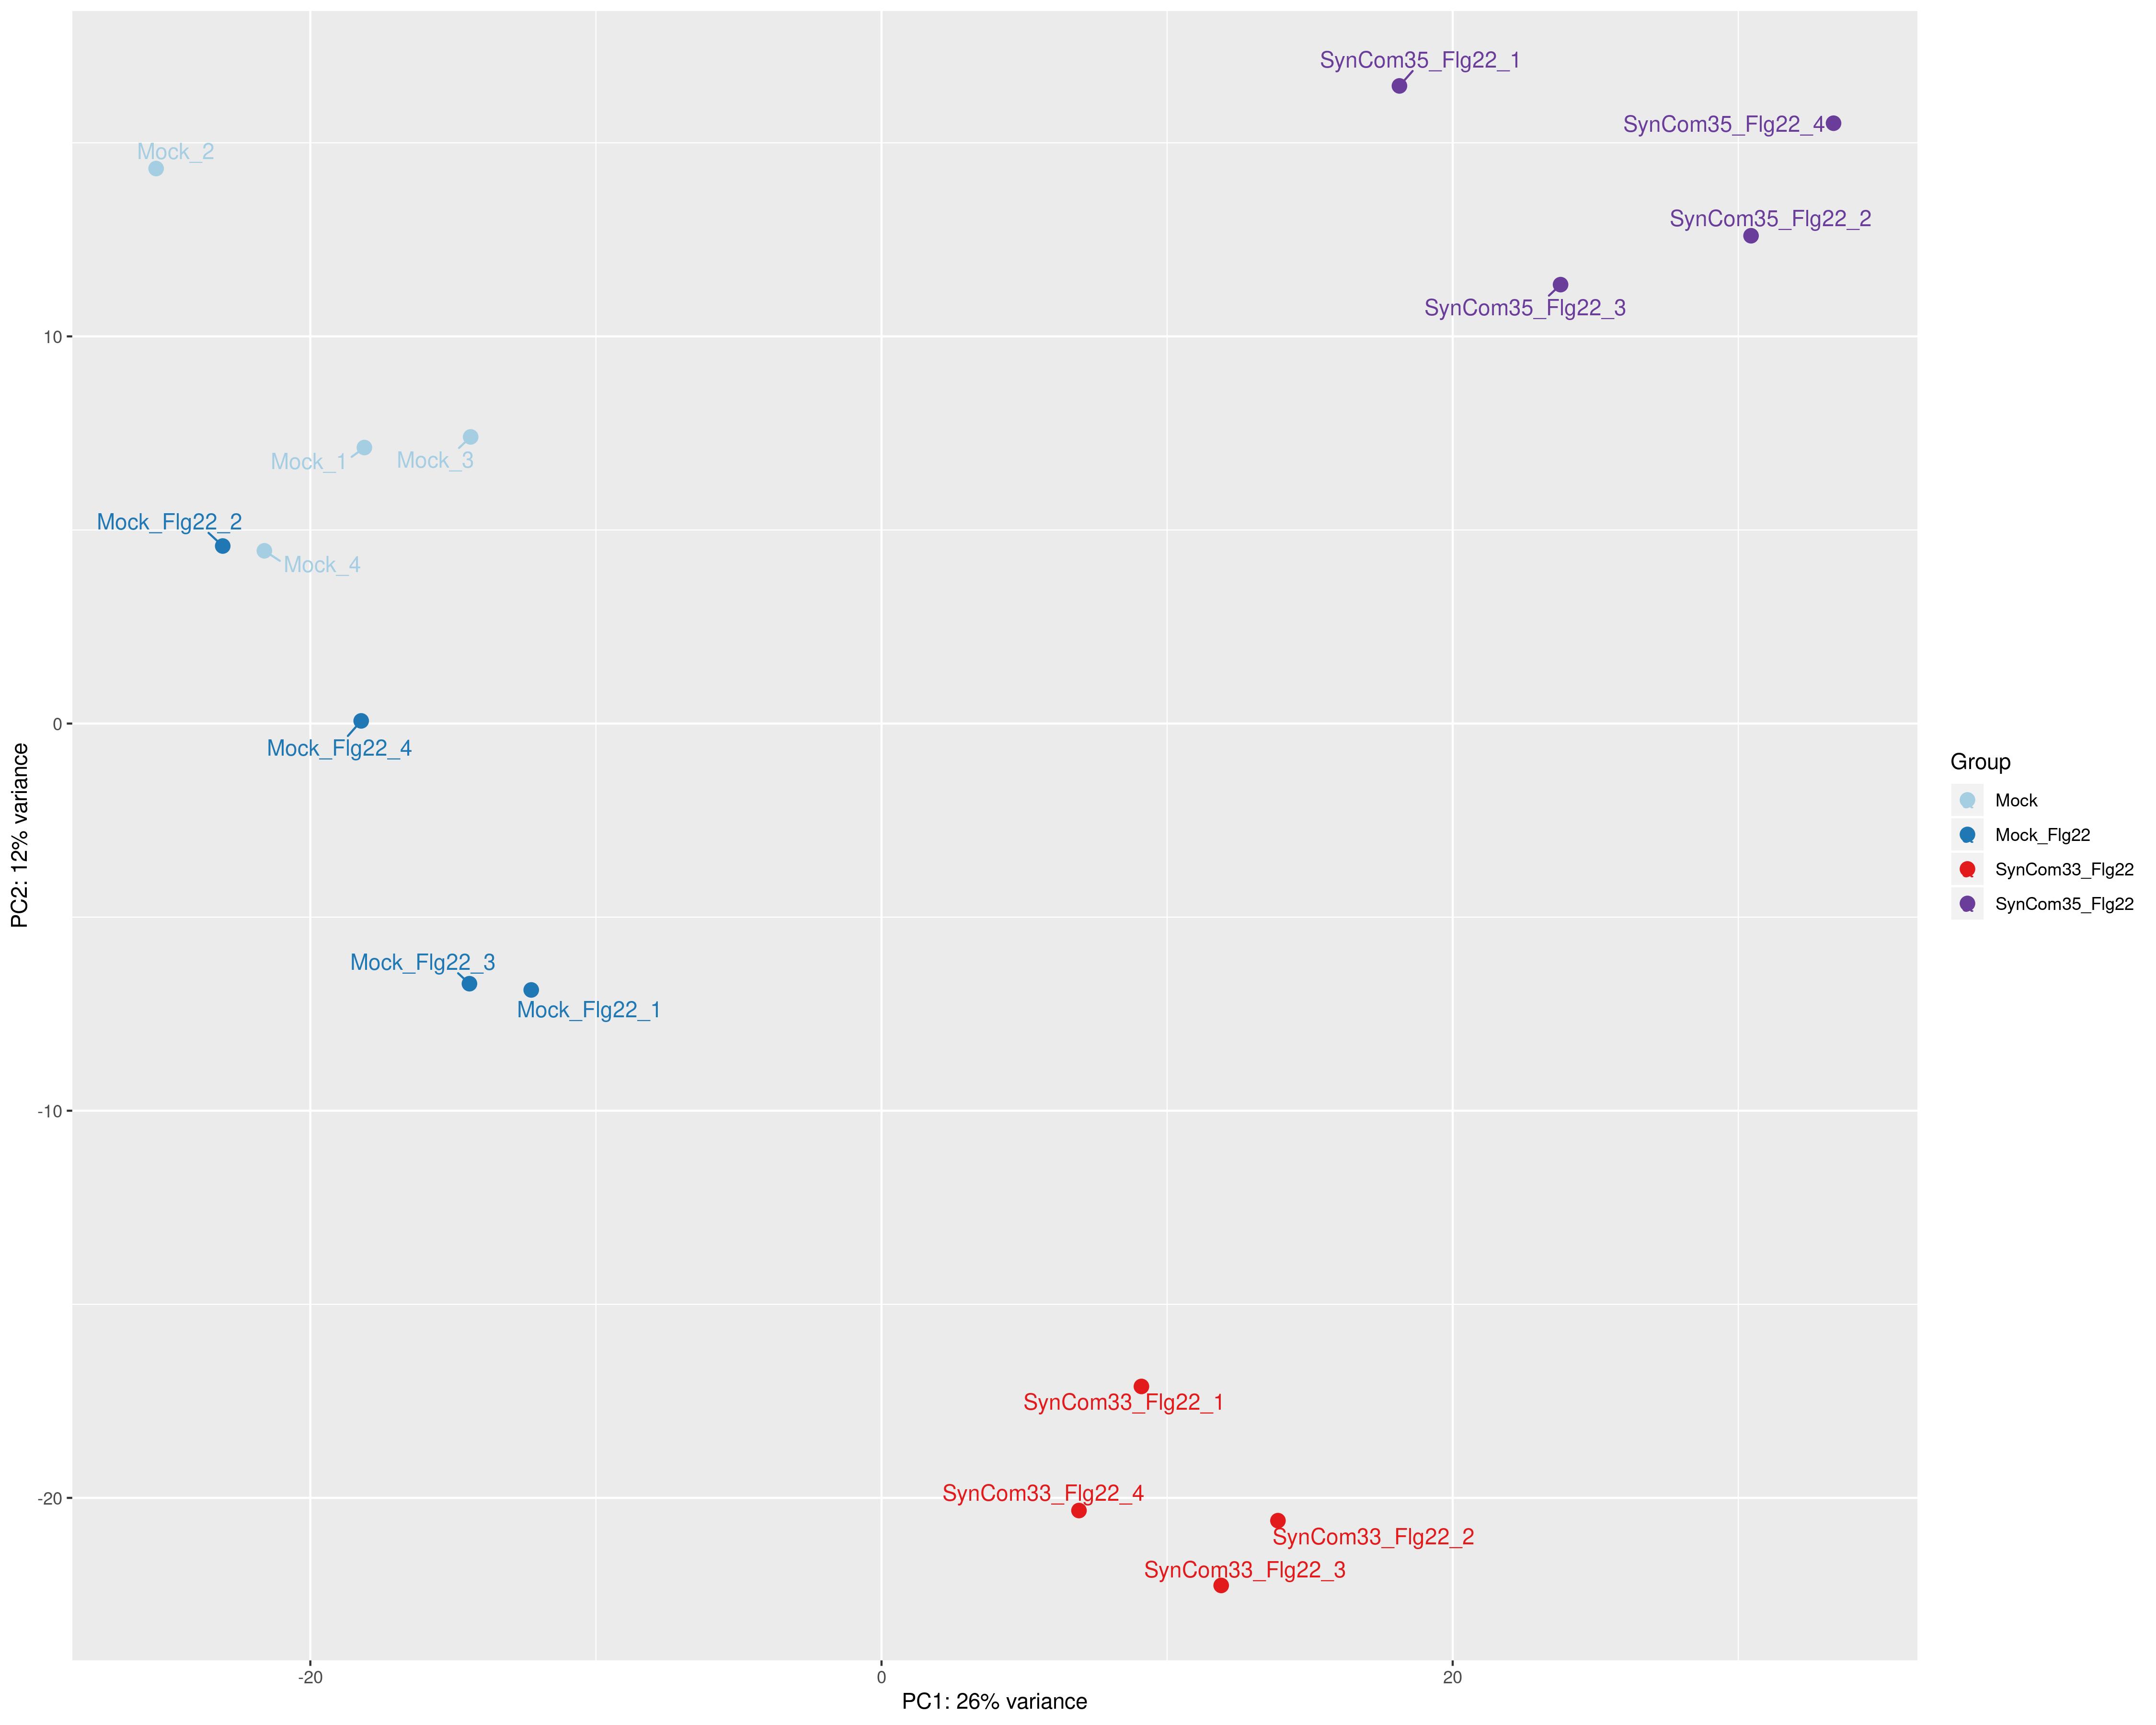 SynCom35_Flg22_1
SynCom35_Flg22_4
Mock_2
SynCom35_Flg22_2
SynCom35_Flg22_3
10
Mock_1
Mock_3
Mock_Flg22_2
Mock_4
0
Mock_Flg22_4
PC2: 12% variance
Group
Mock
Mock_Flg22
SynCom33_Flg22
SynCom35_Flg22
Mock_Flg22_3
Mock_Flg22_1
-10
SynCom33_Flg22_1
SynCom33_Flg22_4
-20
SynCom33_Flg22_2
SynCom33_Flg22_3
-20
0
20
PC1: 26% variance